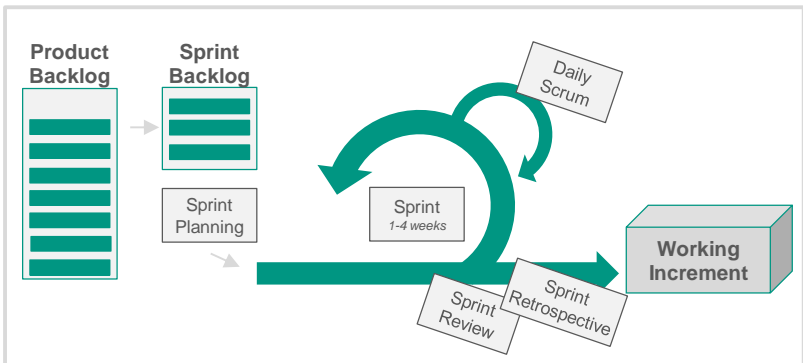 Product
Backlog
Sprint
Backlog
Daily
Scrum
Sprint
Planning
Sprint
1-4 weeks
Working
Increment
Sprint
Review
Sprint
Retrospective